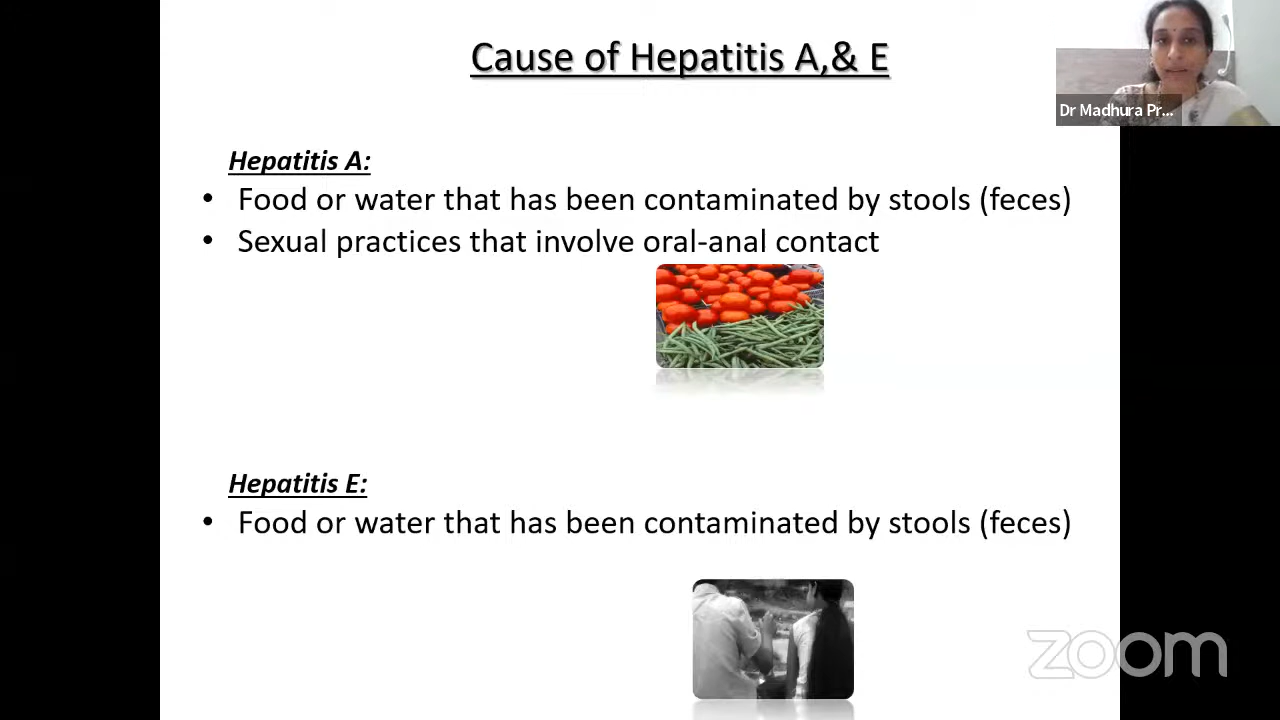 Cause of Hepatitis A,& E
Dr Madhura Pr...
Hepatitis A:
• Food or water that has been contaminated by stools (feces)
• Sexual practices that involve oral-anal contact
Hepatitis E:
• Food or water that has been contaminated by stools (feces)
zoom